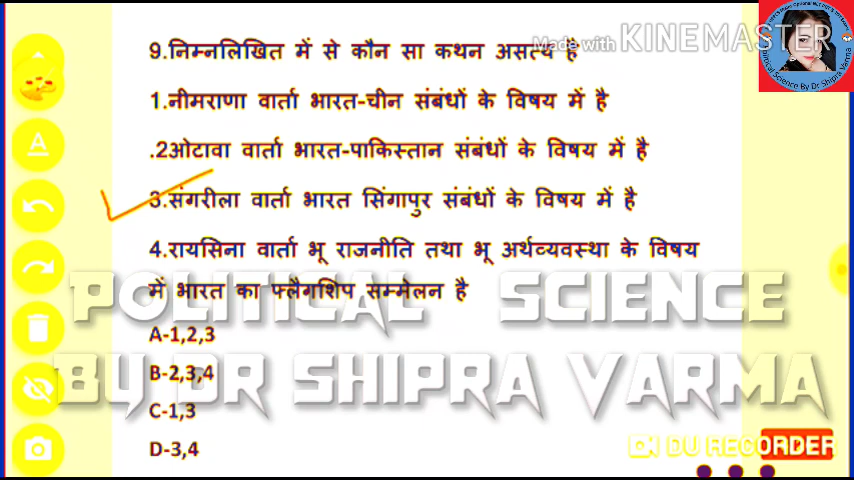 Made with KINEMASTER
9.निम्नलिखित में से कौन सा कथन असत्य है
1.नीमराणा वार्ता भारत-चीन संबंधों के विषय में है
.2ओटावा वार्ता भारत-पाकिस्तान संबंधों के विषय में है
3.संगरीला वार्ता भारत सिंगापुर संबंधों के विषय में है
4.रायसिना वार्ता भू राजनीति तथा भू अर्थव्यवस्था के विषय
में भारत का फ्लैगशिप सम्मेलन है
POLITICAL SCIENCE
A-1,2,3
B-2,3,4
BY DR SHIPRA VARMA
C-1,3
D-3,4
DU RECORDER